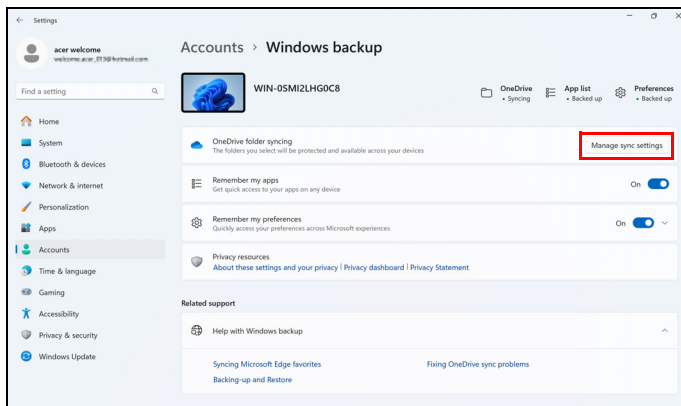 Settings
acer welcome
Find a setting
Home
System
Bluetooth & devices
Network & internet
Personalization
Apps
Accounts
Time & language
Gaming
Accessibility
Privacy & security
Windows Update
Accounts > Windows backup
WIN-0SMI2LHG0C8
OneDrive
• Syncing
App list
• Backed up
Preferences
• Backed up
OneDrive folder syncing
The folders you select will be protected and available across your devices
Manage sync settings
Remember my apps
Get quick access to your apps on any device
On
Remember my preferences
Quickly access your preferences across Microsoft experiences
On
Privacy resources
About these settings and your privacy | Privacy dashboard | Privacy Statement
Related support
Help with Windows backup
Syncing Microsoft Edge favorites
Fixing OneDrive sync problems
Backing-up and Restore